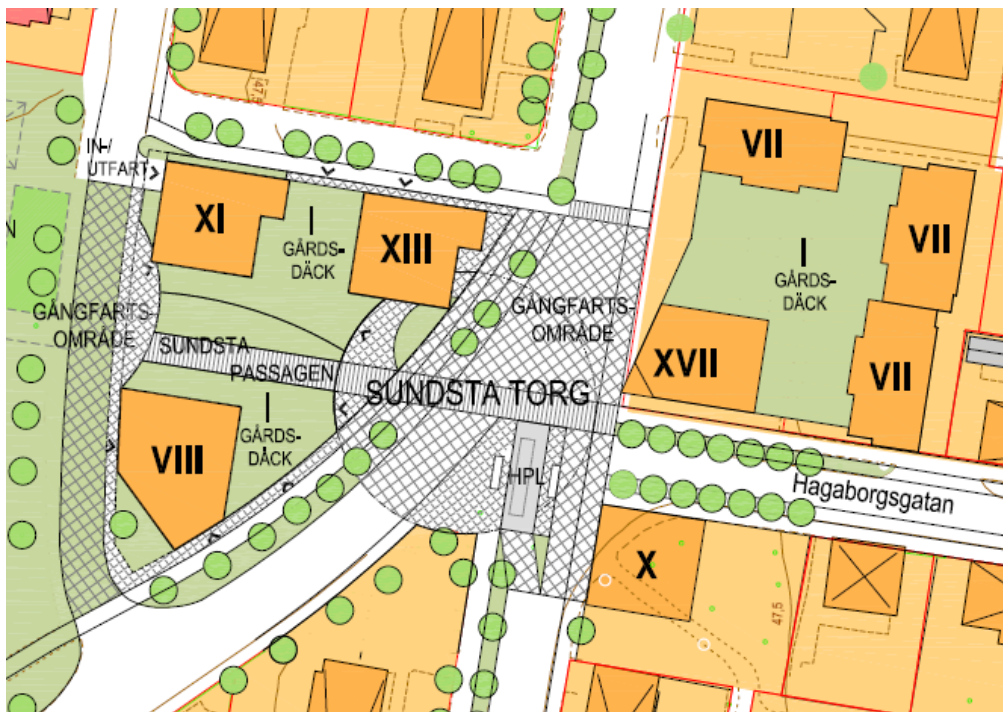 47,5
IN-/
UTFART
VII
XI
I
GÅRDS-
DÄCK
XIII
I
GÅRDS-
DÄCK
VII
N
GÅNGFARTS-
OMRÅDE
GÅNGFARTS-
OMRÅDE
SUNDSTA
PASSAGEN
SUNDSTA TORG
XVII
VII
I
GÅRDS-
DÄCK
VIII
HPL
Hagaborgsgatan
X
47,5